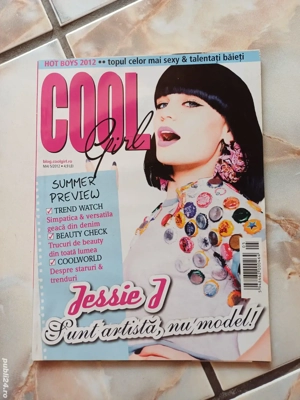 HOT BOYS 2012 •• topul celor mai sexy & talentați băieți
COOL
Girl
SUMMER
PREVIEW
TREND WATCH
Simpatica & versatila
geacă din denim
BEAUTY CHECK
Trucuri de beauty
din toată lumea
COOLWORLD
Despre staruri &
trenduri
Jessie J
Sunt artistă, nu model!
publi24.ro